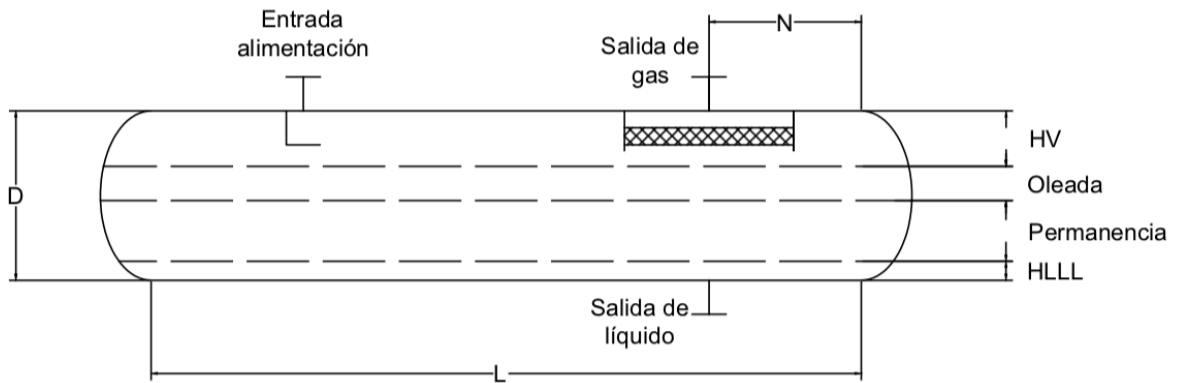 Entrada
alimentación
Salida de
gas
N
HV
Oleada
D
Permanencia
HLLL
Salida de
líquido
L